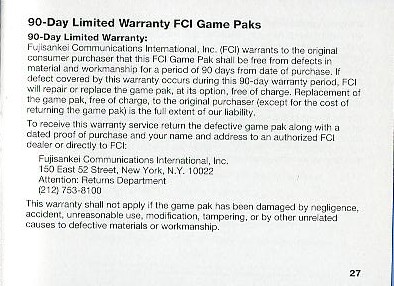 90-Day Limited Warranty FCI Game Paks
90-Day Limited Warranty:
Fujisankei Communications International, Inc. (FCI) warrants to the original
consumer purchaser that this FCI Game Pak shall be free from defects in
material and workmanship for a period of 90 days from date of purchase. If
defect covered by this warranty occurs during this 90-day warranty period, FCI
will repair or replace the game pak, at its option, free of charge. Replacement of
the game pak, free of charge, to the original purchaser (except for the cost of
returning the game pak) is the full extent of our liability.
To receive this warranty service return the defective game pak along with a
dated proof of purchase and your name and address to an authorized FCI
dealer or directly to FCI:
Fujisankei Communications International, Inc.
150 East 52 Street, New York, N.Y. 10022
Attention: Returns Department
(212) 753-8100
This warranty shall not apply if the game pak has been damaged by negligence,
accident, unreasonable use, modification, tampering, or by other unrelated
causes to defective materials or workmanship.
27